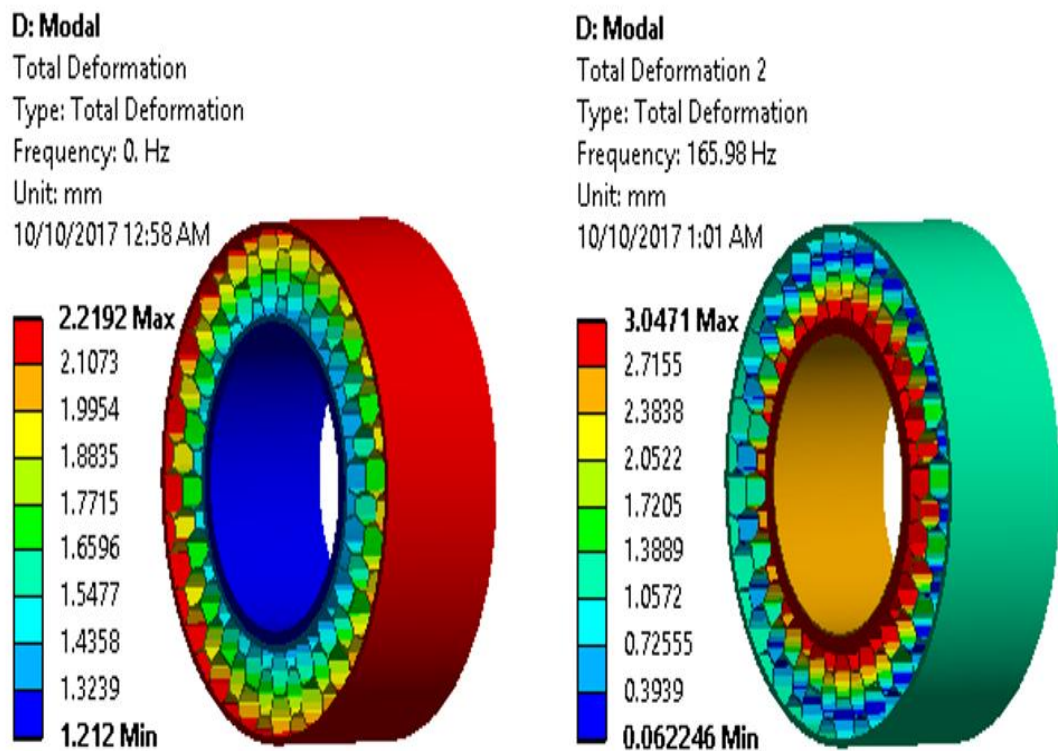 D: Modal
Total Deformation
Type: Total Deformation
Frequency: 0. Hz
Unit: mm
10/10/2017 12:58 AM
2.2192 Max
2.1073
1.9954
1.8835
1.7715
1.6596
1.5477
1.4358
1.3239
1.212 Min
D: Modal
Total Deformation 2
Type: Total Deformation
Frequency: 165.98 Hz
Unit: mm
10/10/2017 1:01 AM
3.0471 Max
2.7155
2.3838
2.0522
1.7205
1.3889
1.0572
0.72555
0.3939
0.062246 Min